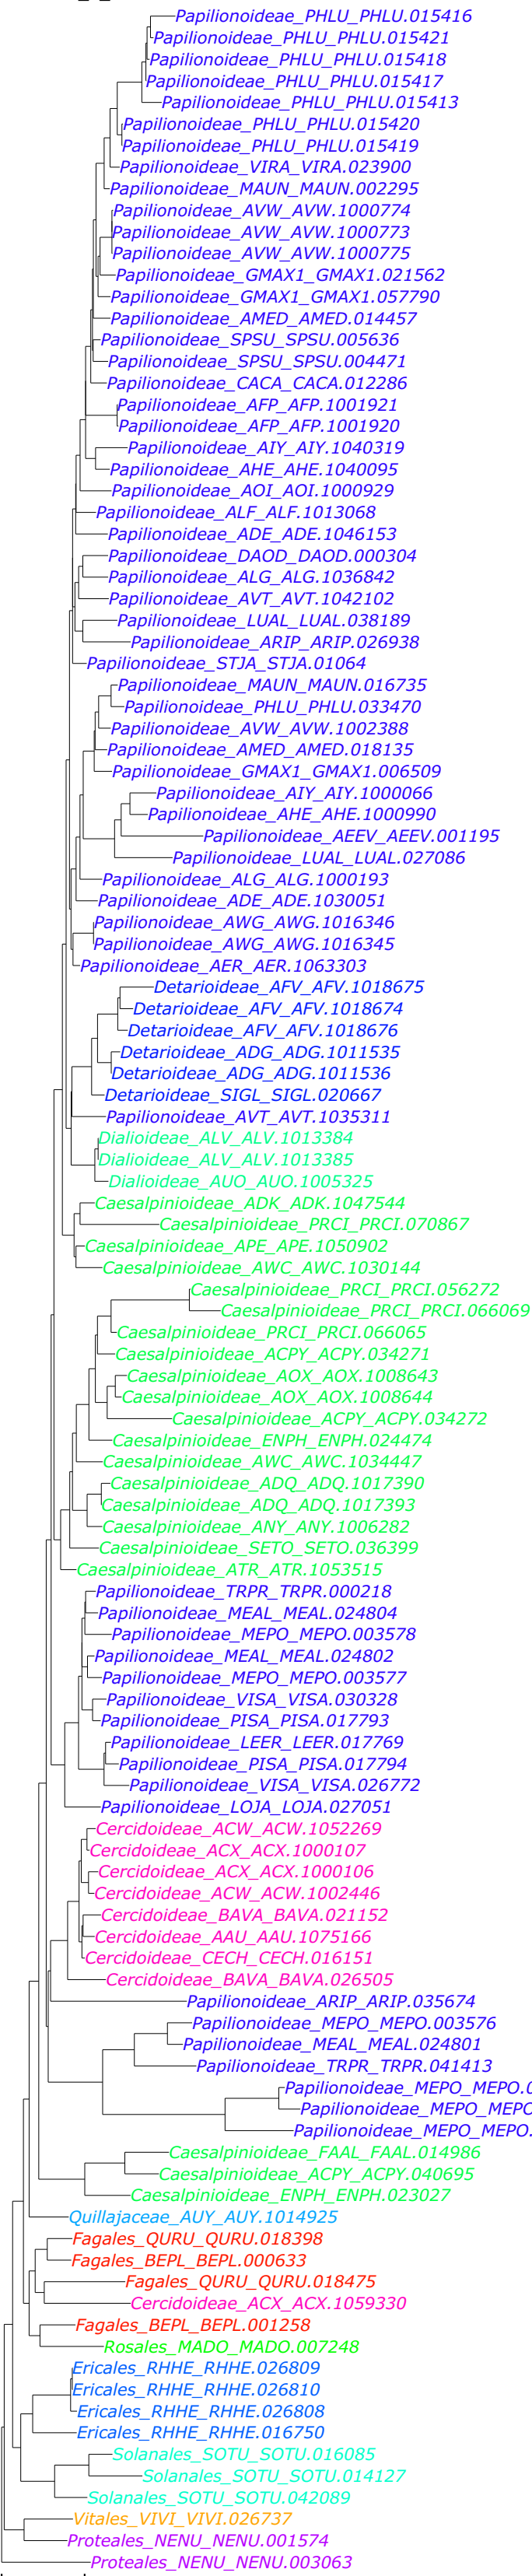 Papilionoideae_PHLU_PHLU.015416
Papilionoideae_PHLU_PHLU.015421
Papilionoideae_PHLU_PHLU.015418
Papilionoideae_PHLU_PHLU.015417
Papilionoideae_PHLU_PHLU.015413
Papilionoideae_PHLU_PHLU.015420
Papilionoideae_PHLU_PHLU.015419
Papilionoideae_VIRA_VIRA.023900
Papilionoideae_MAUN_MAUN.002295
Papilionoideae_AVW_AVW.1000774
Papilionoideae_AVW_AVW.1000773
Papilionoideae_AVW_AVW.1000775
Papilionoideae_GMAX1_GMAX1.021562
Papilionoideae_GMAX1_GMAX1.057790
Papilionoideae_AMED_AMED.014457
Papilionoideae_SPSU_SPSU.005636
Papilionoideae_SPSU_SPSU.004471
Papilionoideae_CACA_CACA.012286
Papilionoideae_AFP_AFP.1001921
Papilionoideae_AFP_AFP.1001920
Papilionoideae_AIY_AIY.1040319
Papilionoideae_AHE_AHE.1040095
Papilionoideae_AOI_AOI.1000929
Papilionoideae_ALF_ALF.1013068
Papilionoideae_ADE_ADE.1046153
Papilionoideae_DAOD_DAOD.000304
Papilionoideae_ALG_ALG.1036842
Papilionoideae_AVT_AVT.1042102
Papilionoideae_LUAL_LUAL.038189
Papilionoideae_ARIP_ARIP.026938
Papilionoideae_STJA_STJA.01064
Papilionoideae_MAUN_MAUN.016735
Papilionoideae_PHLU_PHLU.033470
Papilionoideae_AVW_AVW.1002388
Papilionoideae_AMED_AMED.018135
Papilionoideae_GMAX1_GMAX1.006509
Papilionoideae_AIY_AIY.1000066
Papilionoideae_AHE_AHE.1000990
Papilionoideae_AEEV_AEEV.001195
Papilionoideae_LUAL_LUAL.027086
Papilionoideae_ALG_ALG.1000193
Papilionoideae_ADE_ADE.1030051
Papilionoideae_AWG_AWG.1016346
Papilionoideae_AWG_AWG.1016345
Papilionoideae_AER_AER.1063303
Detarioideae_AFV_AFV.1018675
Detarioideae_AFV_AFV.1018674
Detarioideae_AFV_AFV.1018676
Detarioideae_ADG_ADG.1011535
Detarioideae_ADG_ADG.1011536
Detarioideae_SIGL_SIGL.020667
Papilionoideae_AVT_AVT.1035311
Dialioideae_ALV_ALV.1013384
Dialioideae_ALV_ALV.1013385
Dialioideae_AUO_AUO.1005325
Caesalpinioideae_ADK_ADK.1047544
Caesalpinioideae_PRCI_PRCI.070867
Caesalpinioideae_APE_APE.1050902
Caesalpinioideae_AWC_AWC.1030144
Caesalpinioideae_PRCI_PRCI.056272
Caesalpinioideae_PRCI_PRCI.066069
Caesalpinioideae_PRCI_PRCI.066065
Caesalpinioideae_ACPY_ACPY.034271
Caesalpinioideae_AOX_AOX.1008643
Caesalpinioideae_AOX_AOX.1008644
Caesalpinioideae_ACPY_ACPY.034272
Caesalpinioideae_ENPH_ENPH.024474
Caesalpinioideae_AWC_AWC.1034447
Caesalpinioideae_ADQ_ADQ.1017390
Caesalpinioideae_ADQ_ADQ.1017393
Caesalpinioideae_ANY_ANY.1006282
Caesalpinioideae_SETO_SETO.036399
Caesalpinioideae_ATR_ATR.1053515
Papilionoideae_TRPR_TRPR.000218
Papilionoideae_MEAL_MEAL.024804
Papilionoideae_MEPO_MEPO.003578
Papilionoideae_MEAL_MEAL.024802
Papilionoideae_MEPO_MEPO.003577
Papilionoideae_VISA_VISA.030328
Papilionoideae_PISA_PISA.017793
Papilionoideae_LEER_LEER.017769
Papilionoideae_PISA_PISA.017794
Papilionoideae_VISA_VISA.026772
Papilionoideae_LOJA_LOJA.027051
Cercidoideae_ACW_ACW.1052269
Cercidoideae_ACX_ACX.1000107
Cercidoideae_ACX_ACX.1000106
Cercidoideae_ACW_ACW.1002446
Cercidoideae_BAVA_BAVA.021152
Cercidoideae_AAU_AAU.1075166
Cercidoideae_CECH_CECH.016151
Cercidoideae_BAVA_BAVA.026505
Papilionoideae_ARIP_ARIP.035674
Papilionoideae_MEPO_MEPO.003576
Papilionoideae_MEAL_MEAL.024801
Papilionoideae_TRPR_TRPR.041413
Papilionoideae_MEPO_MEPO.0
Papilionoideae_MEPO_MEPO
Papilionoideae_MEPO_MEPO.
Caesalpinioideae_FAAL_FAAL.014986
Caesalpinioideae_ACPY_ACPY.040695
Caesalpinioideae_ENPH_ENPH.023027
Quillajaceae_AUY_AUY.1014925
Fagales_QURU_QURU.018398
Fagales_BEPL_BEPL.000633
Fagales_QURU_QURU.018475
Cercidoideae_ACX_ACX.1059330
Fagales_BEPL_BEPL.001258
Rosales_MADO_MADO.007248
Ericales_RHHE_RHHE.026809
Ericales_RHHE_RHHE.026810
Ericales_RHHE_RHHE.026808
Ericales_RHHE_RHHE.016750
Solanales_SOTU_SOTU.016085
Solanales_SOTU_SOTU.014127
Solanales_SOTU_SOTU.042089
Vitales_VIVI_VIVI.026737
Proteales_NENU_NENU.001574
Proteales_NENU_NENU.003063